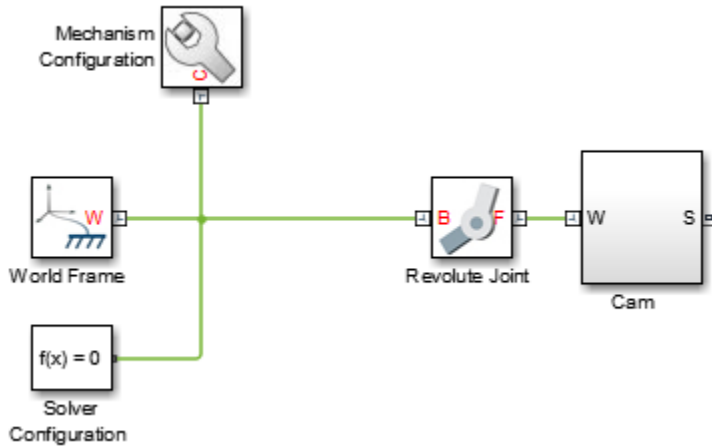 Mechanism
Configuration
C
W
World Frame
B
F
Revolute Joint
W
S
Cam
f(x) = 0
Solver
Configuration